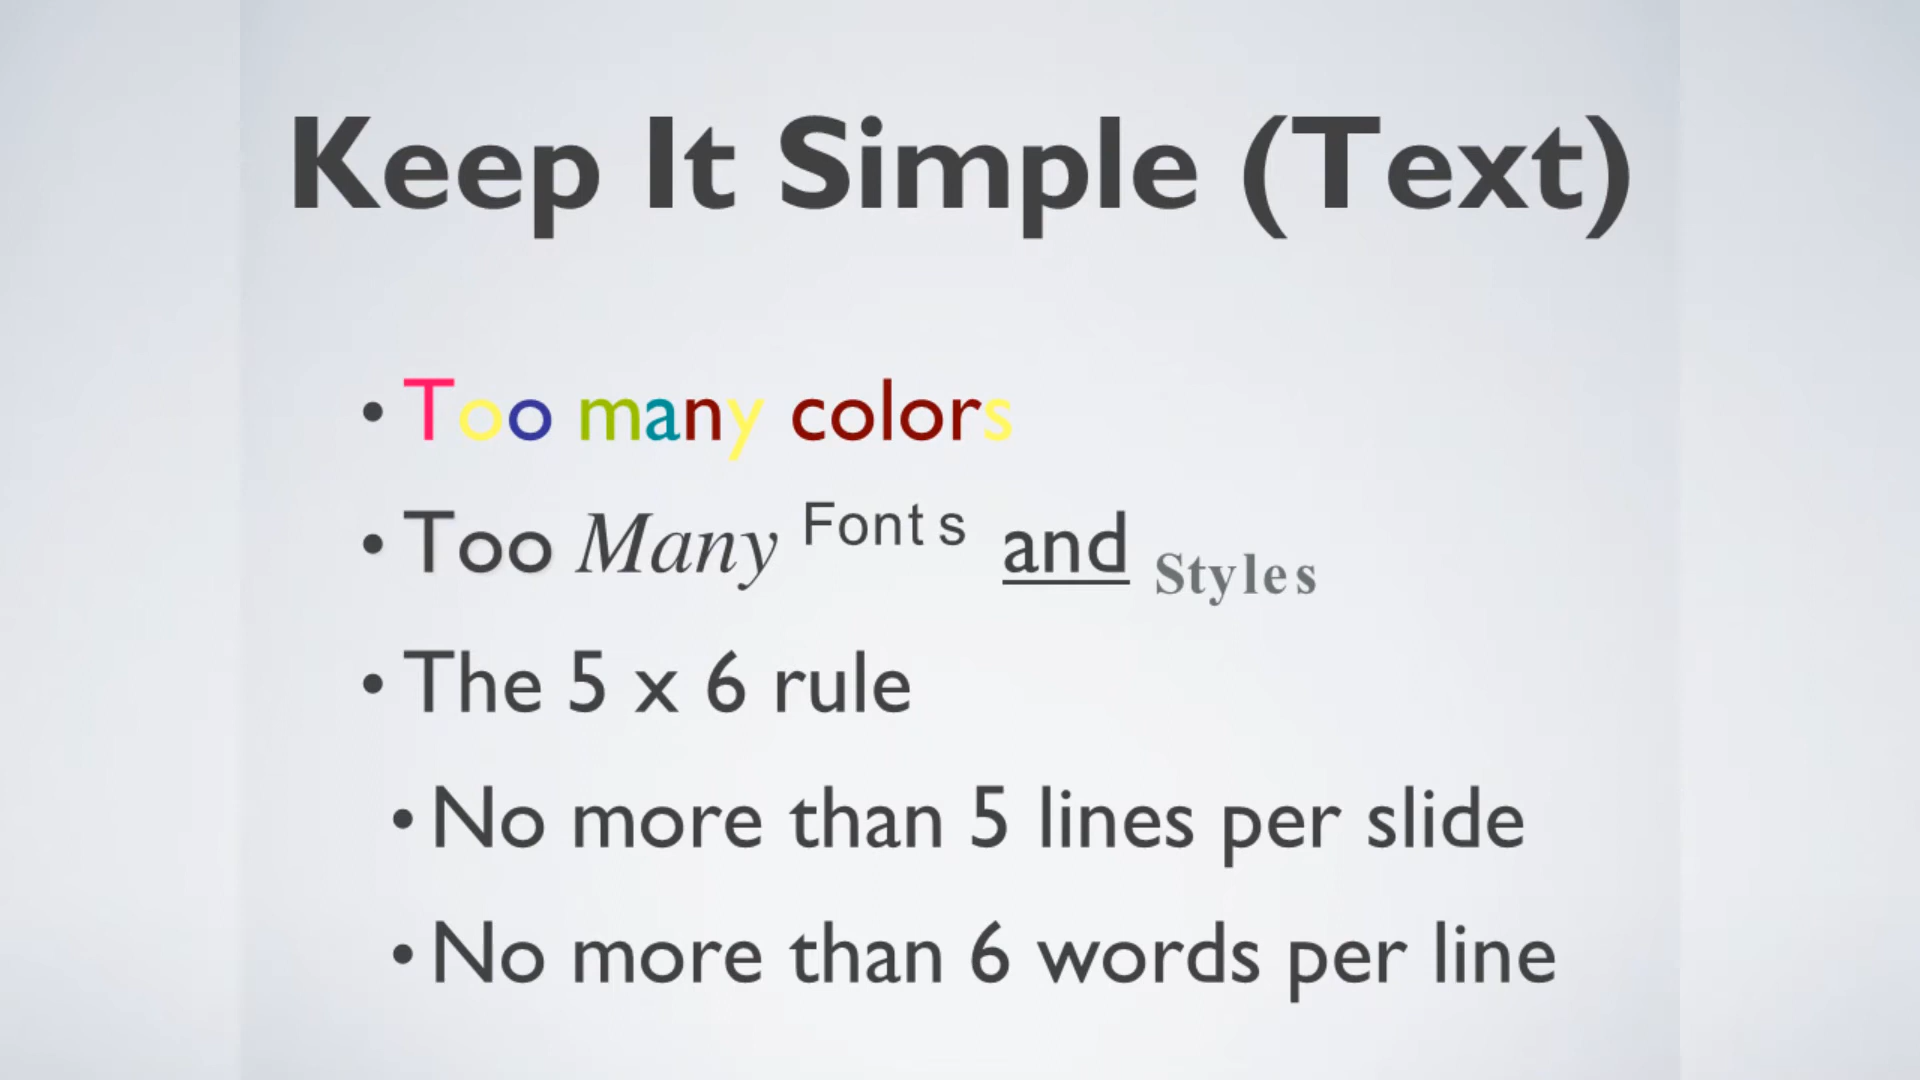 Keep It Simple (Text)
• Too many colors
• Too Many Fonts and Styles
• The 5 x 6 rule
• No more than 5 lines per slide
• No more than 6 words per line